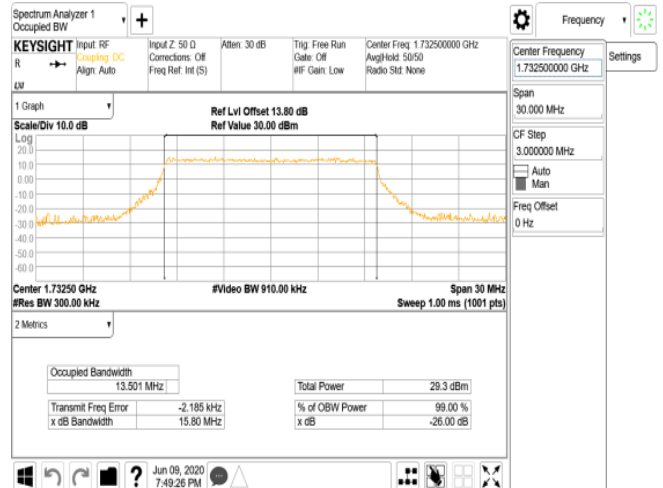 Spectrum Analyzer 1
Occupied BW
Frequency
KEYSIGHT
R
Input: RF
Coupling: DC
Align: Auto
Input Z: 50 Ω
Corrections: Off
Freq Ref: Int (S)
Atten: 30 dB
Trig: Free Run
Gate: Off
#IF Gain: Low
Center Freq: 1.732500000 GHz
Avg|Hold: 50/50
Radio Std: None
Center Frequency
1.732500000 GHz
Settings
Span
30.000 MHz
CF Step
3.000000 MHz
Auto
Man
Freq Offset
0 Hz
1 Graph
Scale/Div 10.0 dB
Ref Lvl Offset 13.80 dB
Ref Value 30.00 dBm
Log
20.0
10.0
0.00
-10.0
-20.0
-30.0
-40.0
-50.0
-60.0
Center 1.73250 GHz
#Video BW 910.00 kHz
Span 30 MHz
#Res BW 300.00 kHz
Sweep 1.00 ms (1001 pts)
2 Metrics
Occupied Bandwidth
13.501 MHz
Total Power
29.3 dBm
Transmit Freq Error
-2.185 kHz
% of OBW Power
99.00 %
x dB Bandwidth
15.80 MHz
x dB
-26.00 dB
Jun 09, 2020
7:49:26 PM